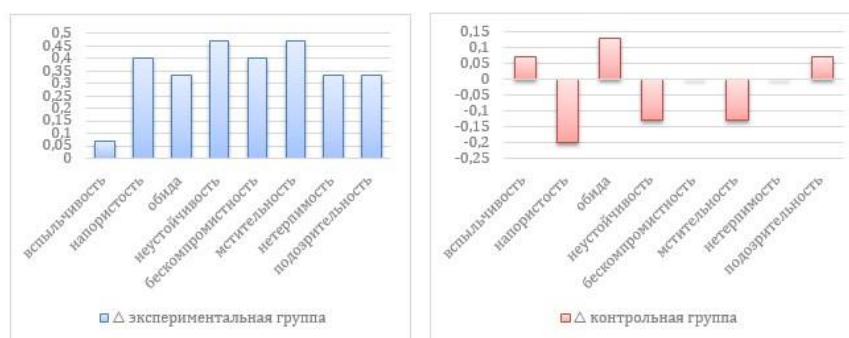 0,5
0,45
0,4
0,35
0,3
0,25
0,2
0,15
0,1
0,05
0
вспыльчивость
напористость
обида
неустойчивость
бескомпромистность
мстительность
нетерпимость
подозрительность
△ экспериментальная группа
0,15
0,1
0,05
0
-0,05
-0,1
-0,15
-0,2
-0,25
вспыльчивость
напористость
обида
неустойчивость
бескомпромистность
мстительность
нетерпимость
подозрительность
△ контрольная группа